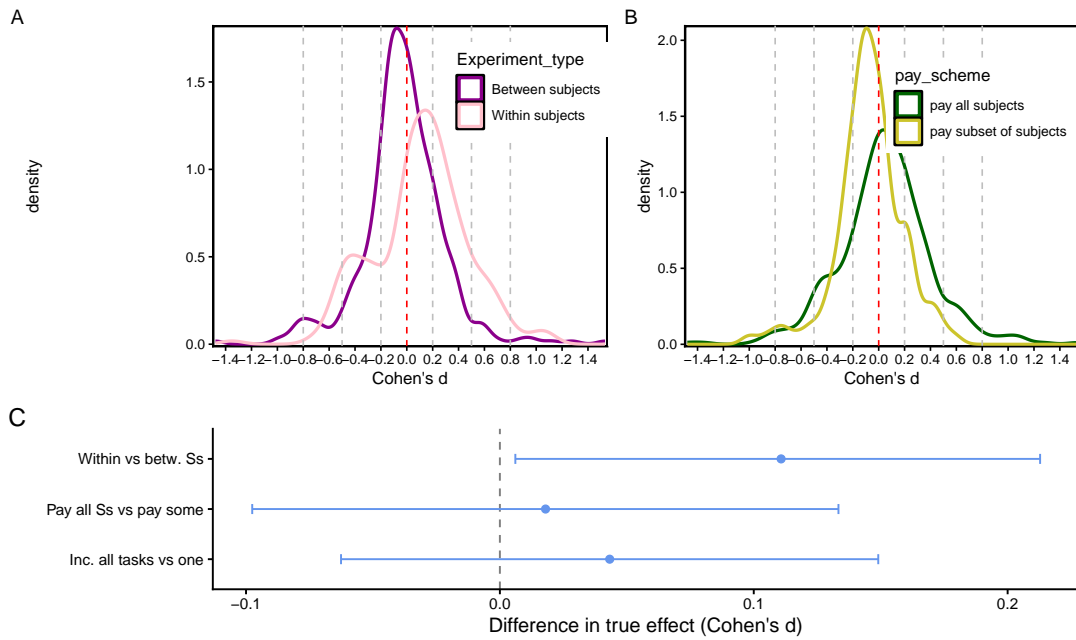 A
Experiment_type
Between subjects
Within subjects
density
1.5
1.0
0.5
0.0
−1.4 −1.2 −1.0 −0.8 −0.6 −0.4 −0.2 0.0 0.2 0.4 0.6 0.8 1.0 1.2 1.4
Cohen's d
B
pay_scheme
pay all subjects
pay subset of subjects
density
2.0
1.5
1.0
0.5
0.0
−1.4 −1.2 −1.0 −0.8 −0.6 −0.4 −0.2 0.0 0.2 0.4 0.6 0.8 1.0 1.2 1.4
Cohen's d
C
Within vs betw. Ss
Pay all Ss vs pay some
Inc. all tasks vs one
−0.1 0.0 0.1 0.2
Difference in true effect (Cohen's d)